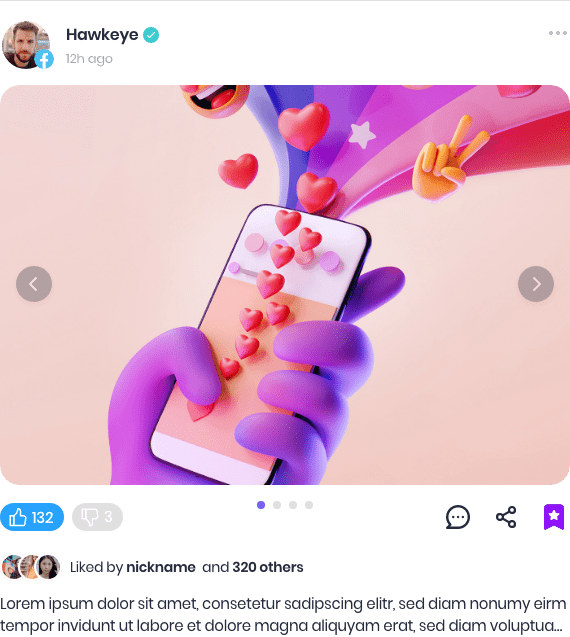 Hawkeye
12h ago
132
3
Liked by nickname and 320 others
Lorem ipsum dolor sit amet, consetetur sadipscing elitr, sed diam nonumy eirm
tempor invidunt ut labore et dolore magna aliquyam erat, sed diam voluptua...